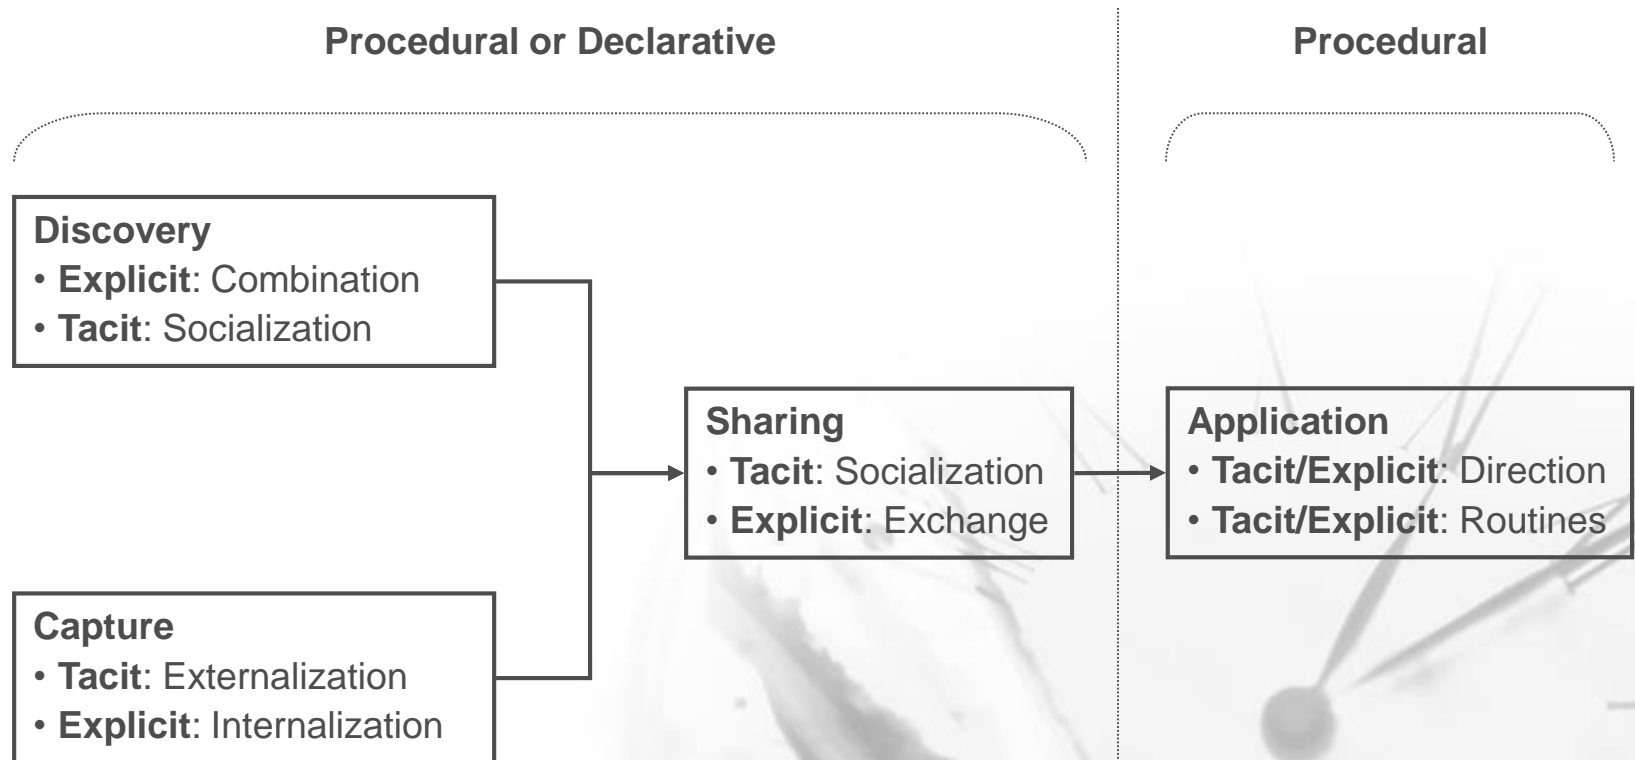 Procedural or Declarative
Procedural
Discovery
• Explicit: Combination
• Tacit: Socialization
Sharing
• Tacit: Socialization
• Explicit: Exchange
Application
• Tacit/Explicit: Direction
• Tacit/Explicit: Routines
Capture
• Tacit: Externalization
• Explicit: Internalization